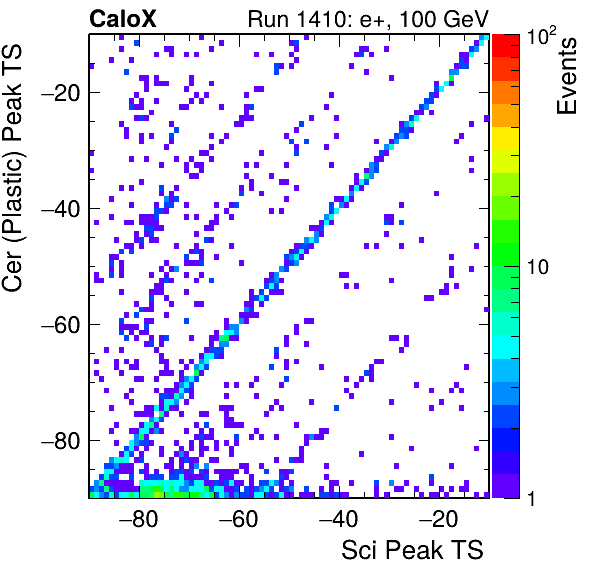 CaloX Run 1410: e+, 100 GeV
Cer (Plastic) Peak TS
−20
−40
−60
−80
−80 −60 −40 −20
Sci Peak TS
10²
10
1
Events